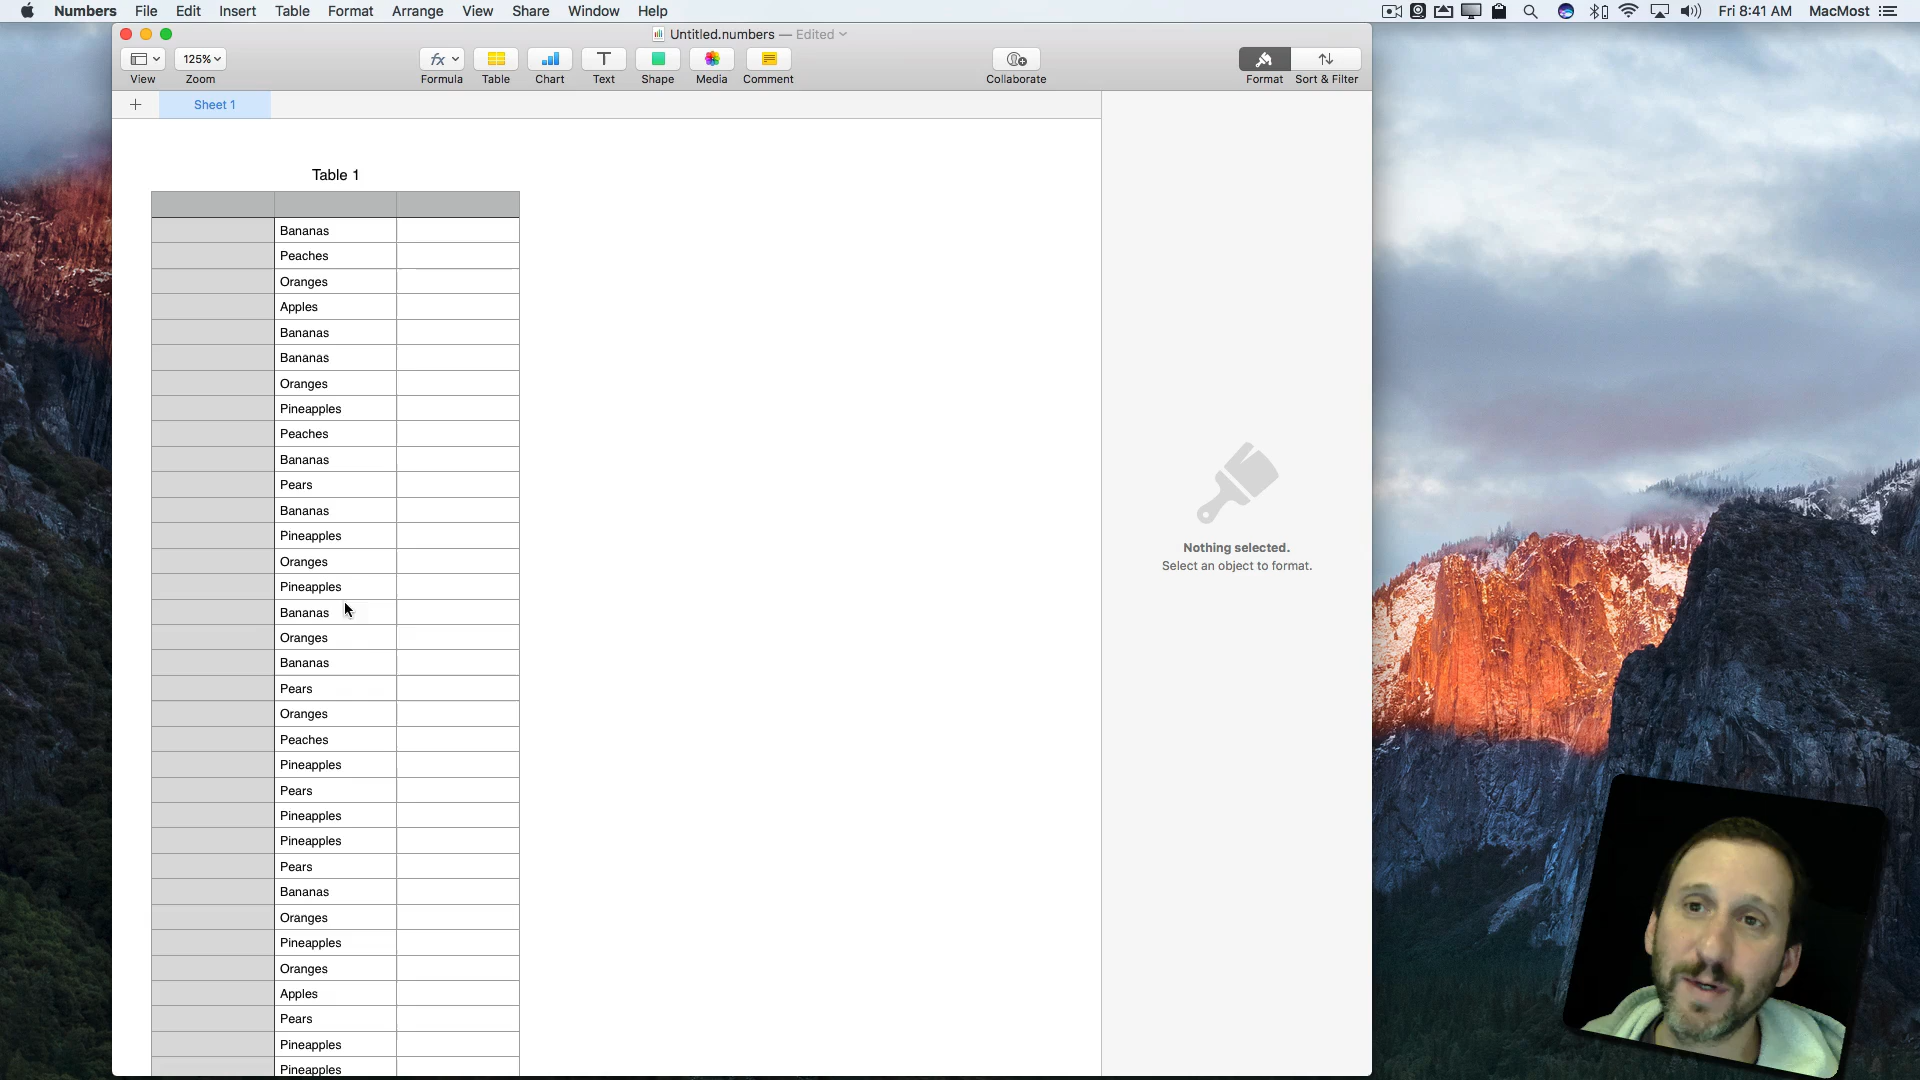 Numbers File Edit Insert Table Format Arrange View Share Window Help Fri 8:41 AM MacMost
Untitled.numbers — Edited
125%
View Zoom Formula Table Chart Text Shape Media Comment Collaborate Format Sort & Filter
Sheet 1
Table 1
Bananas
Peaches
Oranges
Apples
Bananas
Bananas
Oranges
Pineapples
Peaches
Bananas
Pears
Bananas
Pineapples
Oranges
Pineapples
Bananas
Oranges
Bananas
Pears
Oranges
Peaches
Pineapples
Pears
Pineapples
Pineapples
Pears
Bananas
Oranges
Pineapples
Oranges
Apples
Pears
Pineapples
Pineapples
Nothing selected.
Select an object to format.